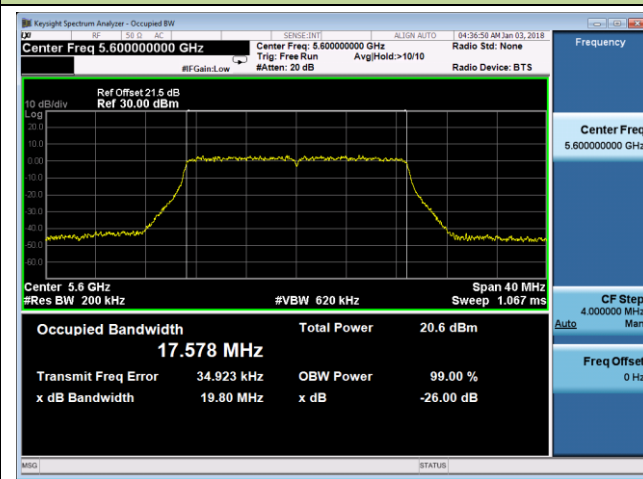 Keysight Spectrum Analyzer - Occupied BW
LXI RF 50 Ω AC SENSE:INT ALIGN AUTO 04:36:50 AM Jan 03, 2018
Center Freq 5.600000000 GHz
Center Freq: 5.600000000 GHz
Radio Std: None
Trig: Free Run Avg|Hold:>10/10
#IFGain:Low
#Atten: 20 dB
Radio Device: BTS
Ref Offset 21.5 dB
10 dB/div Ref 30.00 dBm
Log
20.0
10.0
0.00
-10.0
-20.0
-30.0
-40.0
-50.0
-60.0
Center 5.6 GHz Span 40 MHz
#Res BW 200 kHz #VBW 620 kHz Sweep 1.067 ms
Occupied Bandwidth Total Power 20.6 dBm
17.578 MHz
Transmit Freq Error 34.923 kHz OBW Power 99.00 %
x dB Bandwidth 19.80 MHz x dB -26.00 dB
MSG STATUS
Frequency
Center Freq
5.600000000 GHz
CF Step
4.000000 MHz
Auto Man
Freq Offset
0 Hz